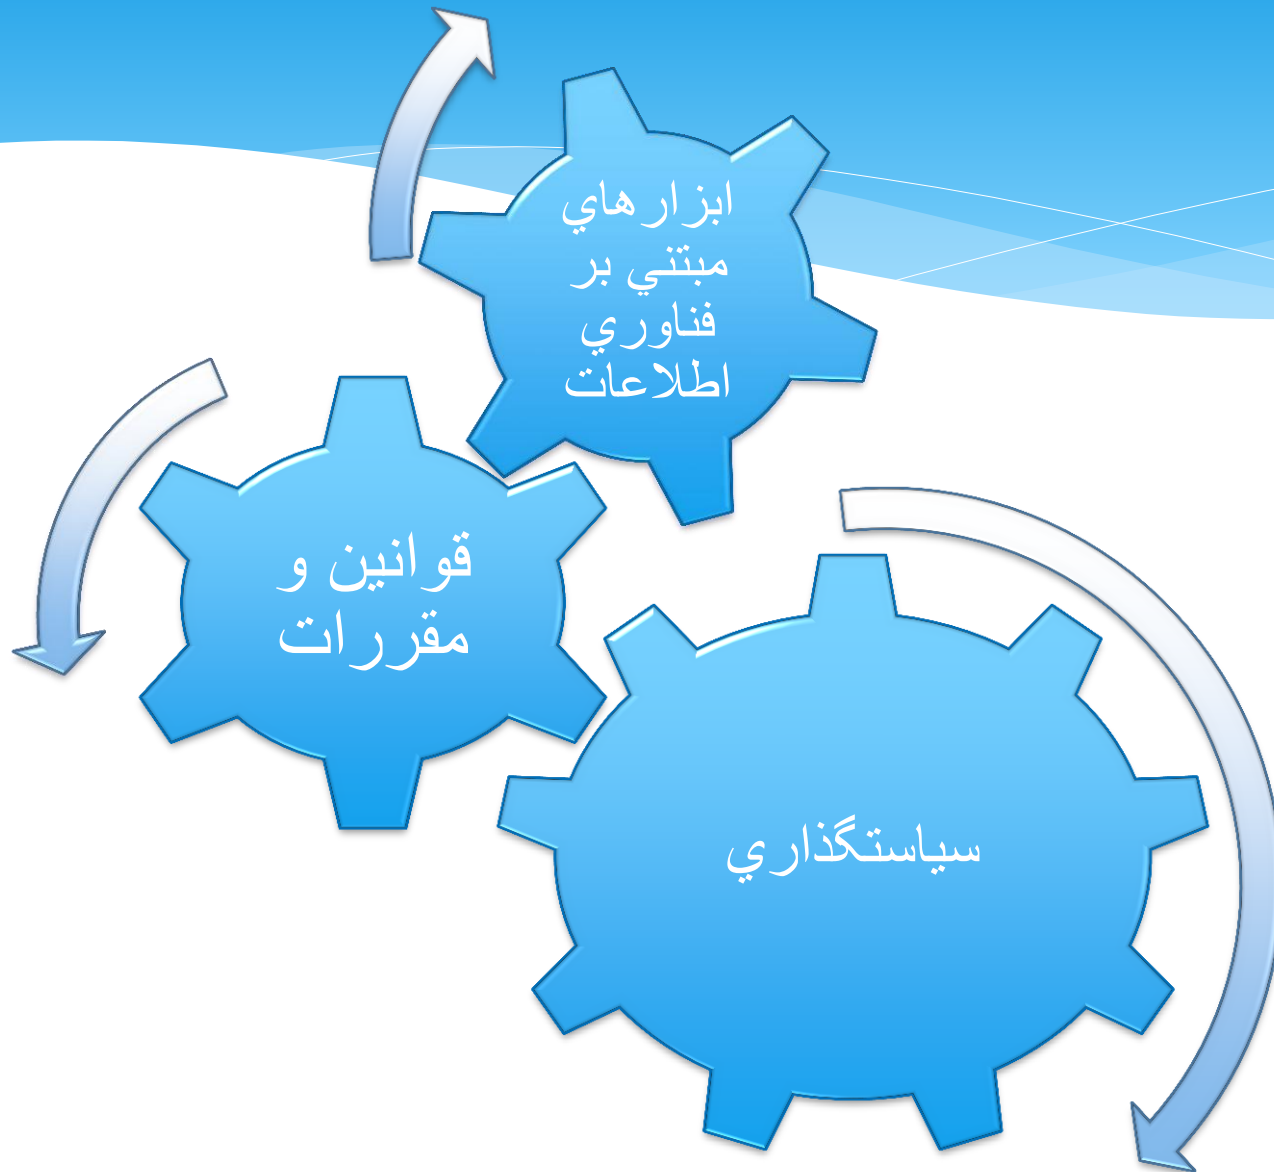 ابزارهاي
مبتني بر
فناوري
اطلاعات
قوانين و
مقررات
سياستگذاري